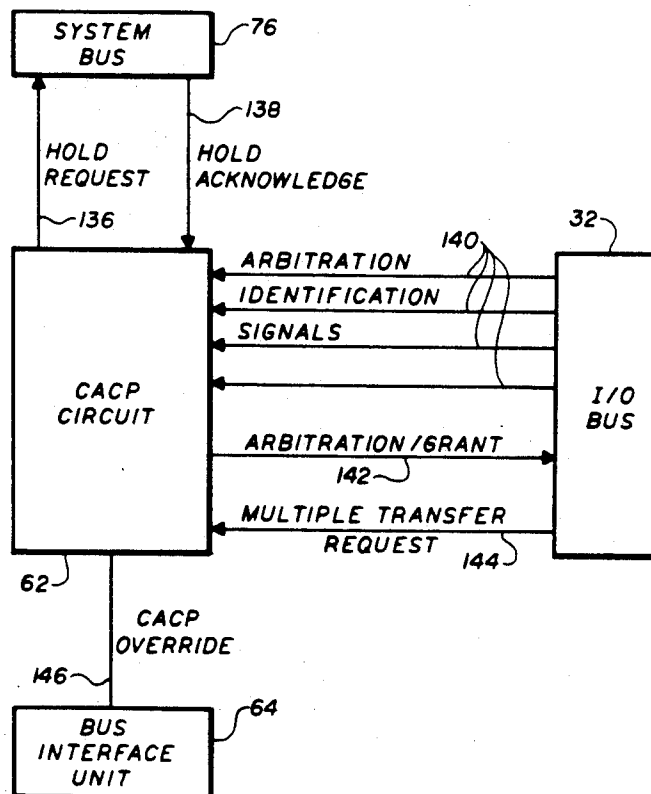 SYSTEM
BUS
76
138
HOLD
REQUEST
HOLD
ACKNOWLEDGE
136
32
140
ARBITRATION
IDENTIFICATION
SIGNALS
CACP
CIRCUIT
I/O
BUS
ARBITRATION/GRANT
142
MULTIPLE TRANSFER
REQUEST
144
62
CACP
OVERRIDE
146
64
BUS
INTERFACE
UNIT